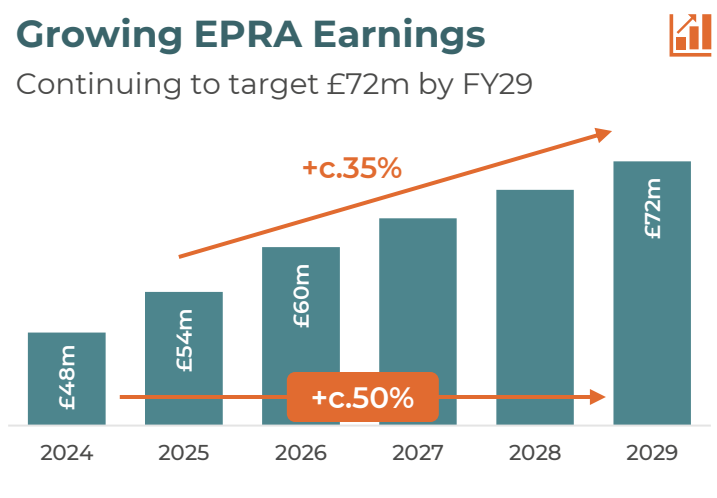 Growing EPRA Earnings
Continuing to target £72m by FY29
+c.35%
£48m
£54m
£60m
£72m
+c.50%
2024
2025
2026
2027
2028
2029